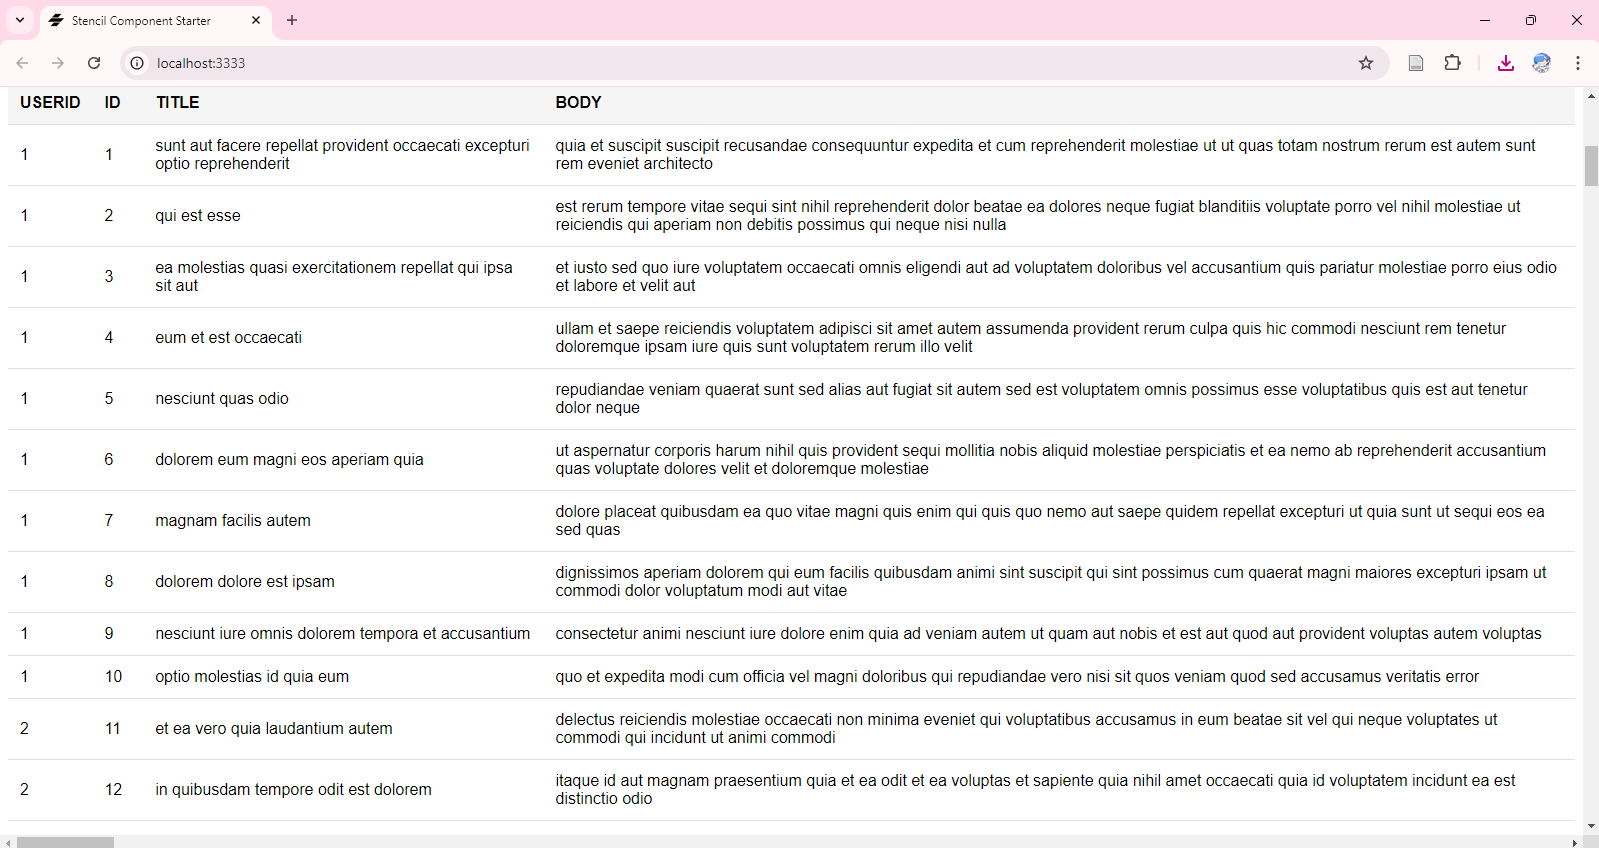 Stencil Component Starter
localhost:3333
USERID ID TITLE BODY
1 1 sunt aut facere repellat provident occaecati excepturi quia et suscipit suscipit recusandae consequuntur expedita et cum reprehenderit molestiae ut ut quas totam nostrum rerum est autem sunt
optio reprehenderit rem eveniet architecto
1 2 qui est esse est rerum tempore vitae sequi sint nihil reprehenderit dolor beatae ea dolores neque fugiat blanditiis voluptate porro vel nihil molestiae ut
reiciendis qui aperiam non debitis possimus qui neque nisi nulla
1 3 ea molestias quasi exercitationem repellat qui ipsa et iusto sed quo iure voluptatem occaecati omnis eligendi aut ad voluptatem doloribus vel accusantium quis pariatur molestiae porro eius odio
sit aut et labore et velit aut
1 4 eum et est occaecati ullam et saepe reiciendis voluptatem adipisci sit amet autem assumenda provident rerum culpa quis hic commodi nesciunt rem tenetur
doloremque ipsam iure quis sunt voluptatem rerum illo velit
1 5 nesciunt quas odio repudiandae veniam quaerat sunt sed alias aut fugiat sit autem sed est voluptatem omnis possimus esse voluptatibus quis est aut tenetur
dolor neque
1 6 dolorem eum magni eos aperiam quia ut aspernatur corporis harum nihil quis provident sequi mollitia nobis aliquid molestiae perspiciatis et ea nemo ab reprehenderit accusantium
quas voluptate dolores velit et doloremque molestiae
1 7 magnam facilis autem dolore placeat quibusdam ea quo vitae magni quis enim qui quis quo nemo aut saepe quidem repellat excepturi ut quia sunt ut sequi eos ea
sed quas
1 8 dolorem dolore est ipsam dignissimos aperiam dolorem qui eum facilis quibusdam animi sint suscipit qui sint possimus cum quaerat magni maiores excepturi ipsam ut
commodi dolor voluptatum modi aut vitae
1 9 nesciunt iure omnis dolorem tempora et accusantium consectetur animi nesciunt iure dolore enim quia ad veniam autem ut quam aut nobis et est aut quod aut provident voluptas autem voluptas
1 10 optio molestias id quia eum quo et expedita modi cum officia vel magni doloribus qui repudiandae vero nisi sit quos veniam quod sed accusamus veritatis error
2 11 et ea vero quia laudantium autem delectus reiciendis molestiae occaecati non minima eveniet qui voluptatibus accusamus in eum beatae sit vel qui neque voluptates ut
commodi qui incidunt ut animi commodi
2 12 in quibusdam tempore odit est dolorem itaque id aut magnam praesentium quia et ea odit et ea voluptas et sapiente quia nihil amet occaecati quia id voluptatem incidunt ea est
distinctio odio